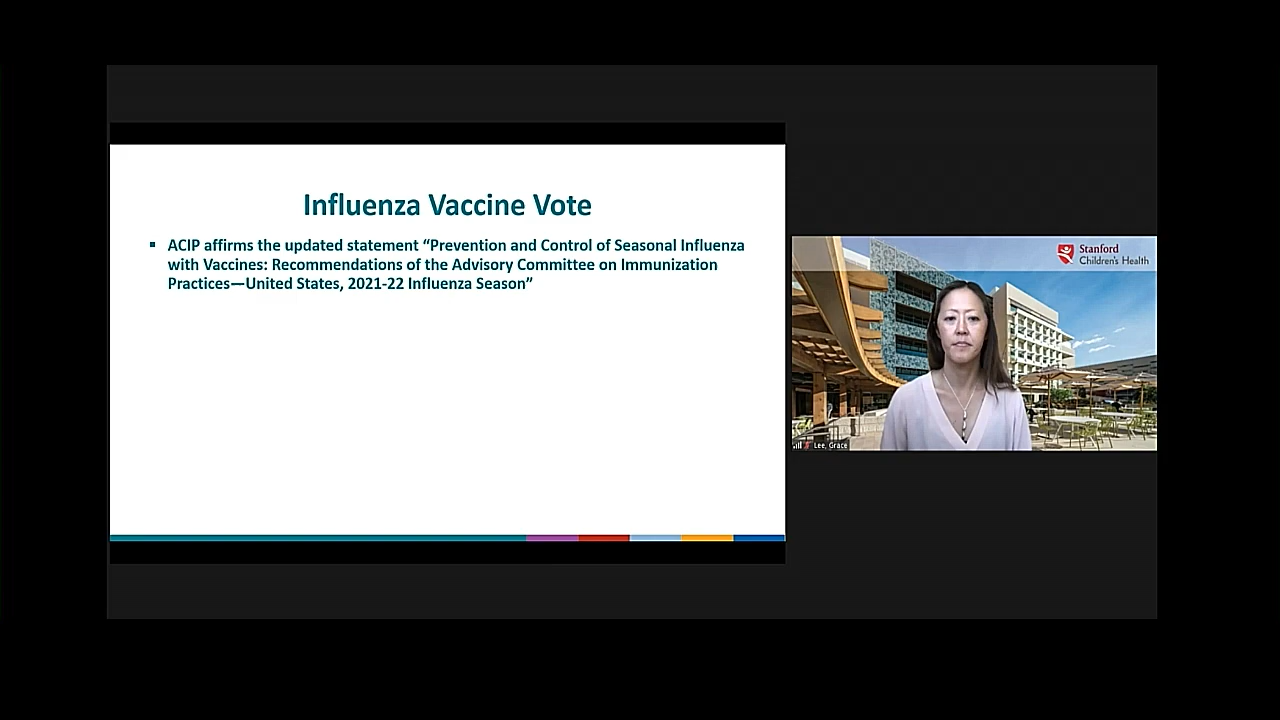 Influenza Vaccine Vote
▪ ACIP affirms the updated statement “Prevention and Control of Seasonal Influenza
with Vaccines: Recommendations of the Advisory Committee on Immunization
Practices—United States, 2021-22 Influenza Season”
Stanford
Children's Health
Lee, Grace